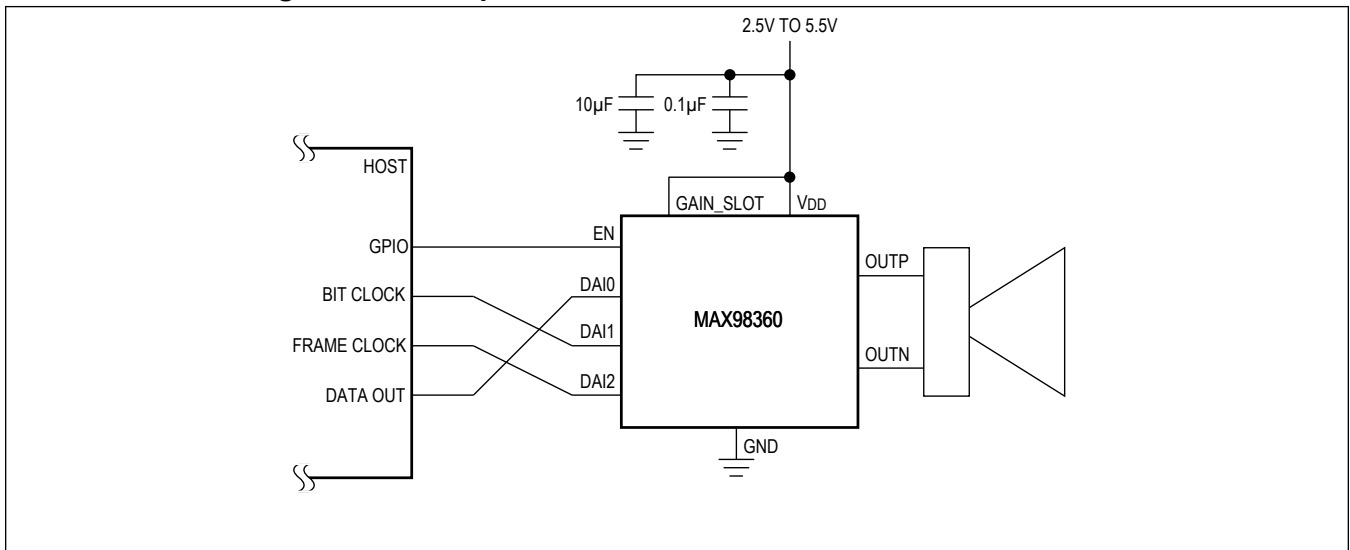 2.5V TO 5.5V
10µF
0.1µF
HOST
GAIN_SLOT
VDD
GPIO
EN
OUTP
BIT CLOCK
DAI0
MAX98360
DAI1
FRAME CLOCK
OUTN
DAI2
DATA OUT
GND